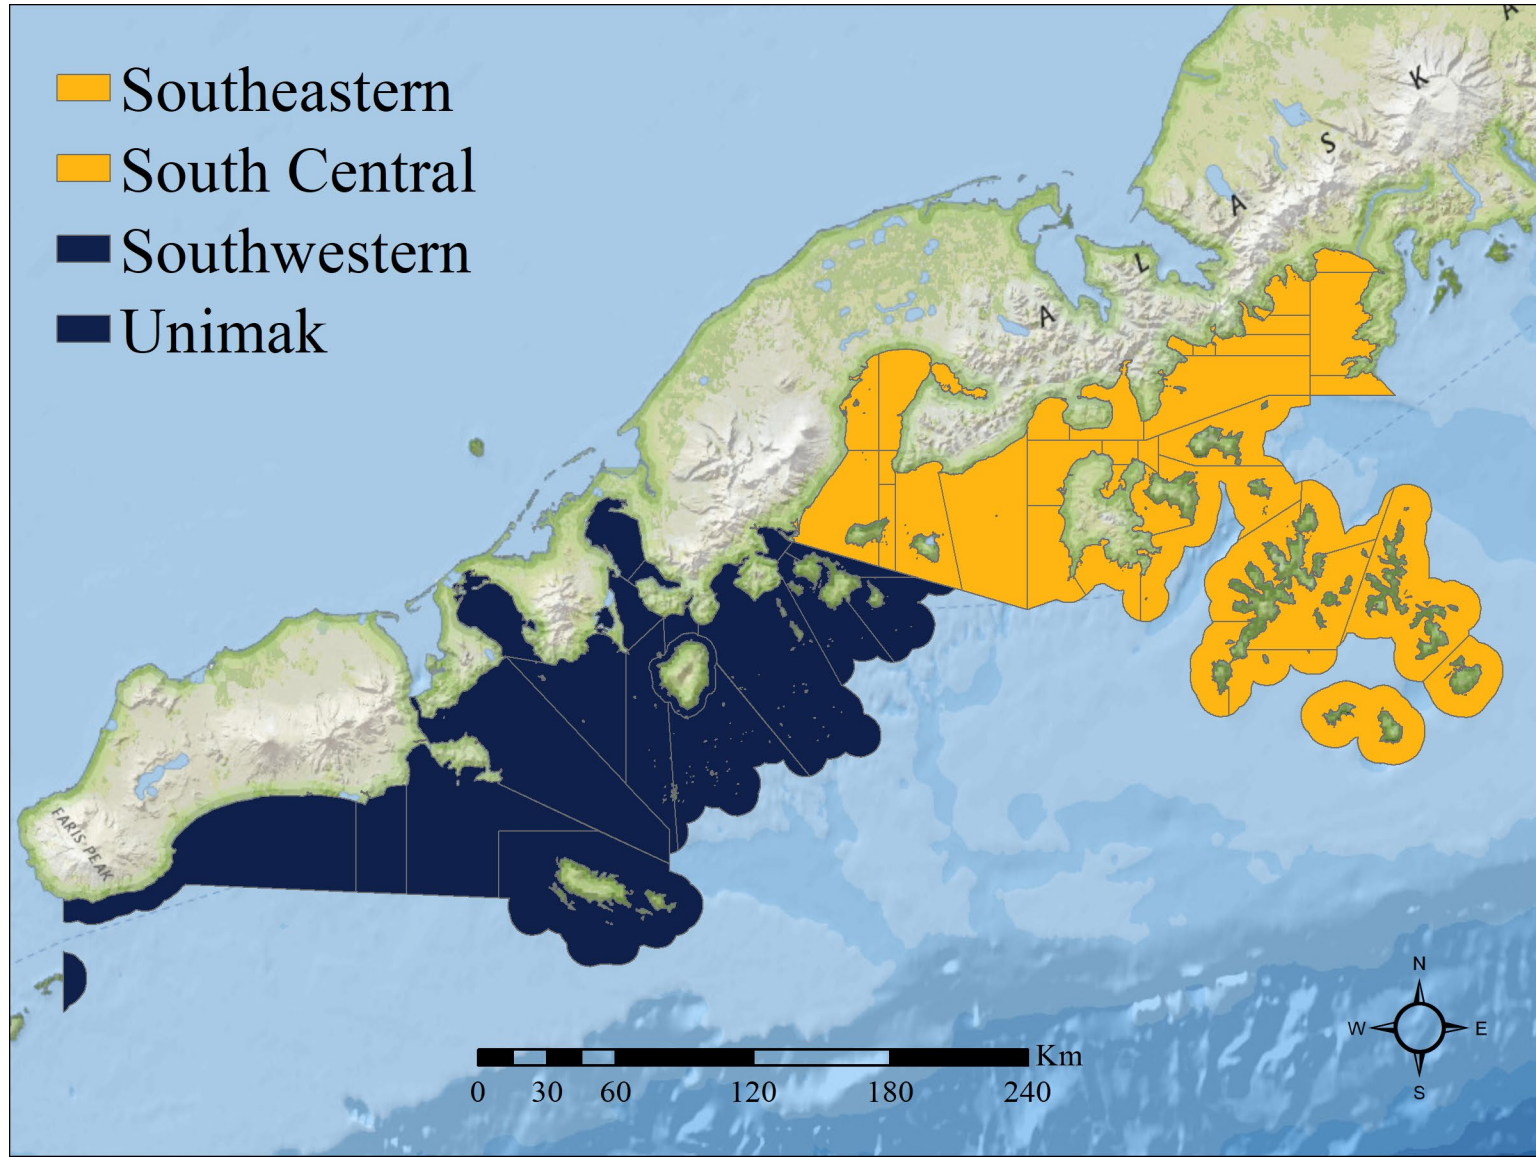 Southeastern
South Central
Southwestern
Unimak
A
K
S
A
L
A
FARIS PEAK
N
W E
S
Km
0 30 60 120 180 240